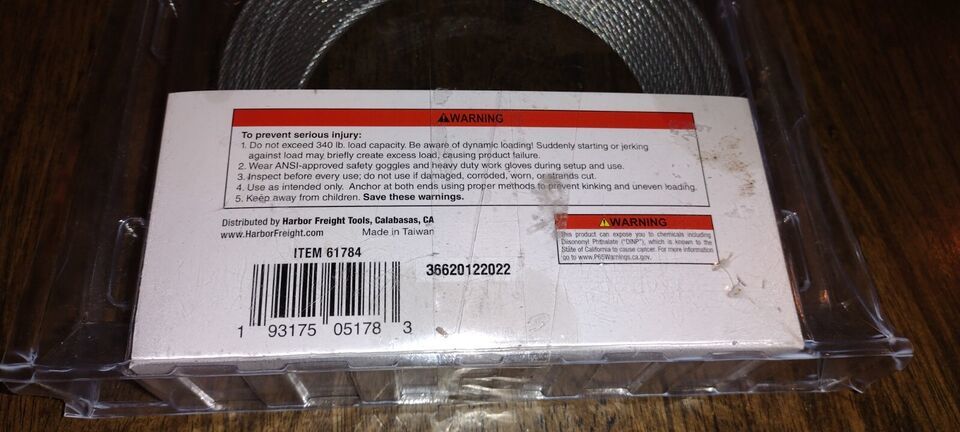 WARNING
To prevent serious injury:
1. Do not exceed 340 lb. load capacity. Be aware of dynamic loading! Suddenly starting or jerking
against load may briefly create excess load, causing product failure.
2. Wear ANSI-approved safety goggles and heavy duty work gloves during setup and use.
3. Inspect before every use; do not use if damaged, corroded, worn, or strands cut.
4. Use as intended only. Anchor at both ends using proper methods to prevent kinking and uneven loading.
5. Keep away from children. Save these warnings.
Distributed by Harbor Freight Tools, Calabasas, CA
www.HarborFreight.com Made in Taiwan
ITEM 61784
36620122022
1 93175 05178 3
WARNING
This product can expose you to chemicals including
Diisononyl Phthalate ("DINP"), which is known to the
State of California to cause cancer. For more information
go to www.P65Warnings.ca.gov.